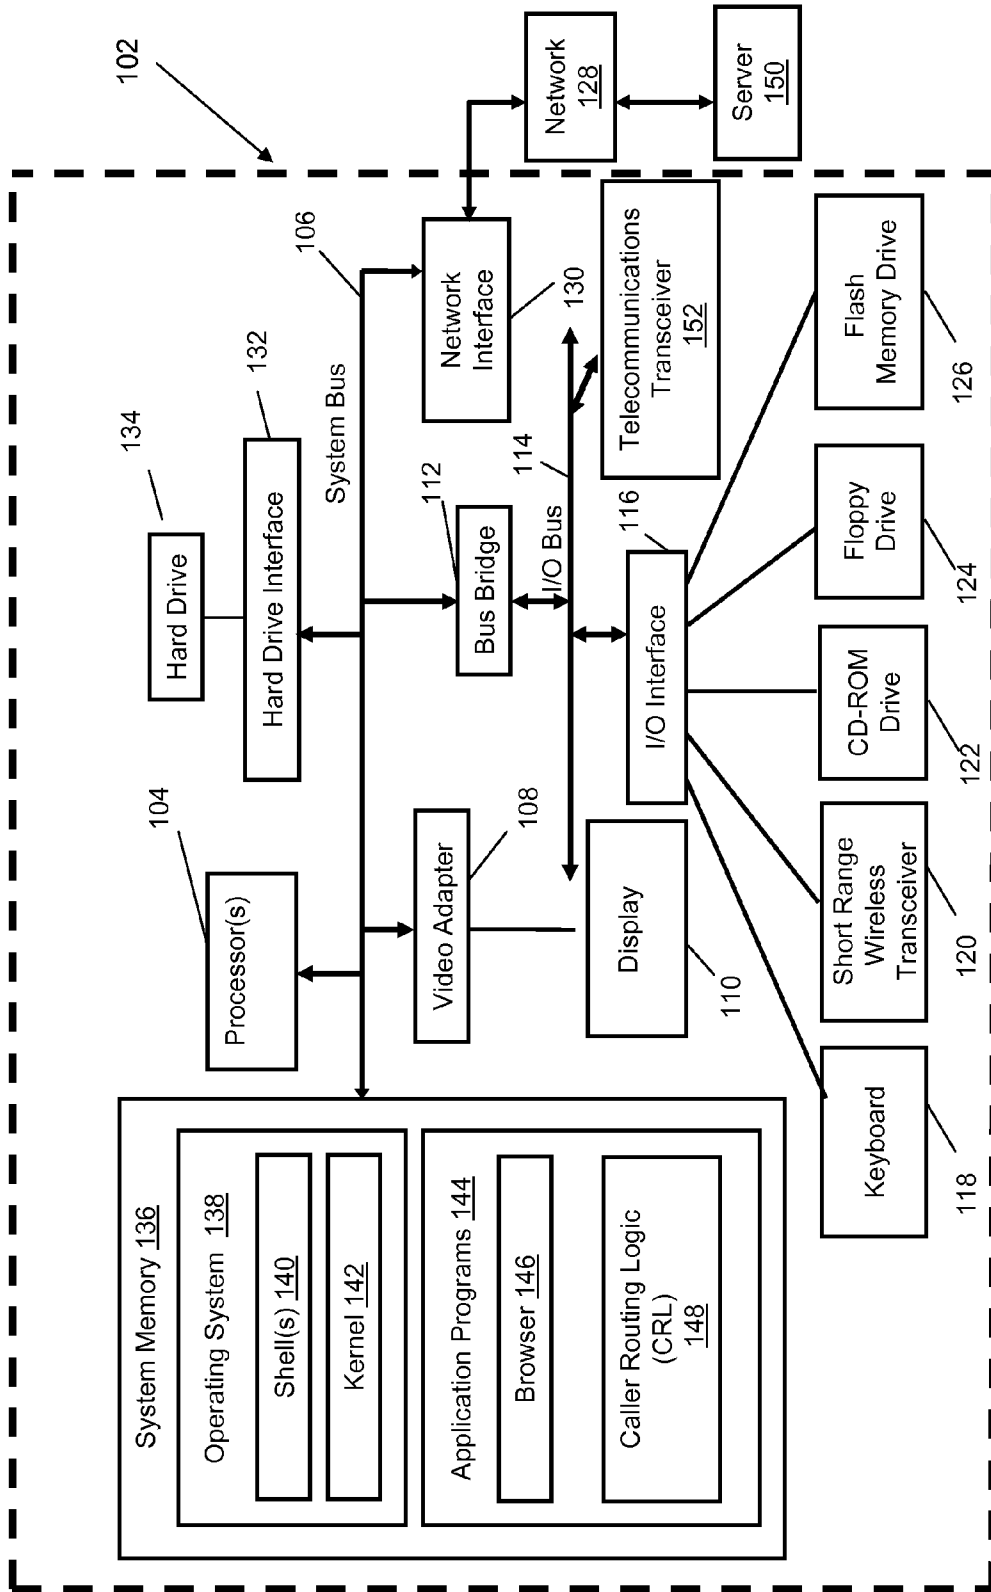 102
System Memory 136
Operating System 138
Shell(s) 140
Kernel 142
Application Programs 144
Browser 146
Caller Routing Logic
(CRL)
148
Processor(s)
104
Hard Drive
134
Hard Drive Interface
132
System Bus
106
Video Adapter
108
Bus Bridge
112
Network
Interface
130
Network
128
Server
150
Display
110
I/O Bus
114
I/O Interface
116
Telecommunications
Transceiver
152
Keyboard
118
Short Range
Wireless
Transceiver
120
CD-ROM
Drive
122
Floppy
Drive
124
Flash
Memory Drive
126